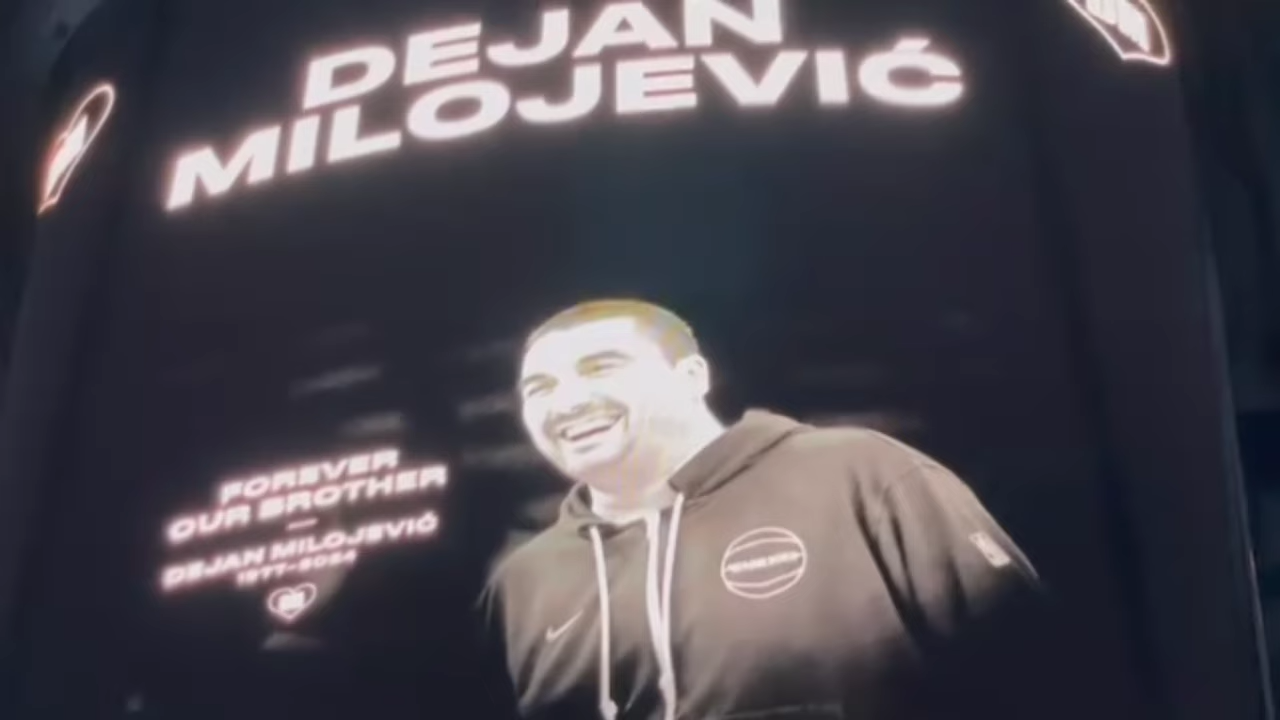 DEJAN
MILOJEVIĆ
FOREVER
OUR BROTHER
—
DEJAN MILOJEVIĆ
1977-2024